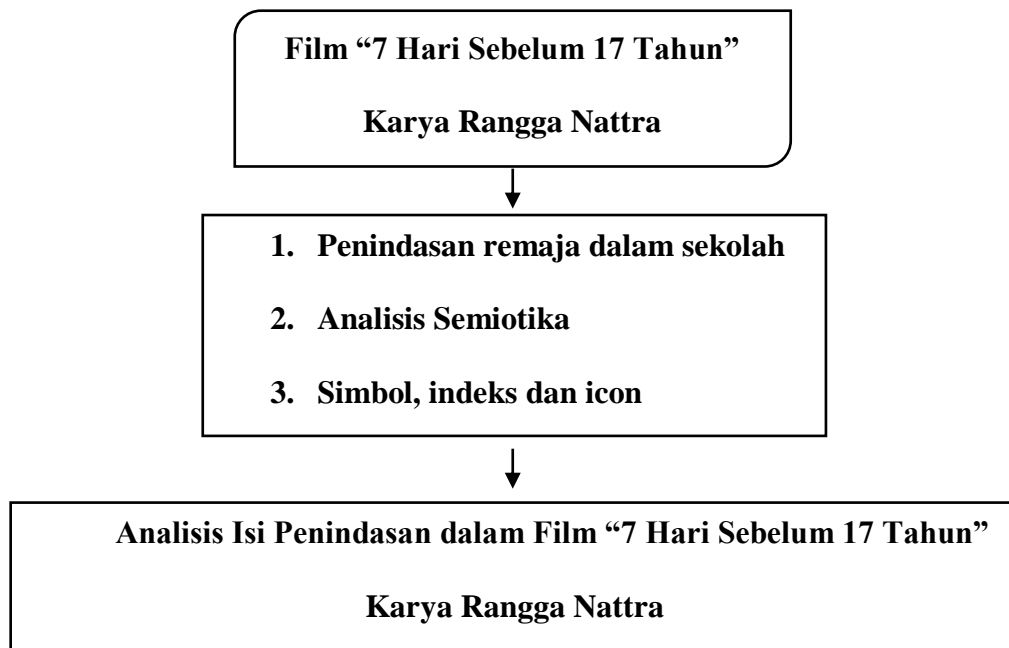 Film “7 Hari Sebelum 17 Tahun”
Karya Rangga Nattra
1. Penindasan remaja dalam sekolah
2. Analisis Semiotika
3. Simbol, indeks dan icon
Analisis Isi Penindasan dalam Film “7 Hari Sebelum 17 Tahun”
Karya Rangga Nattra